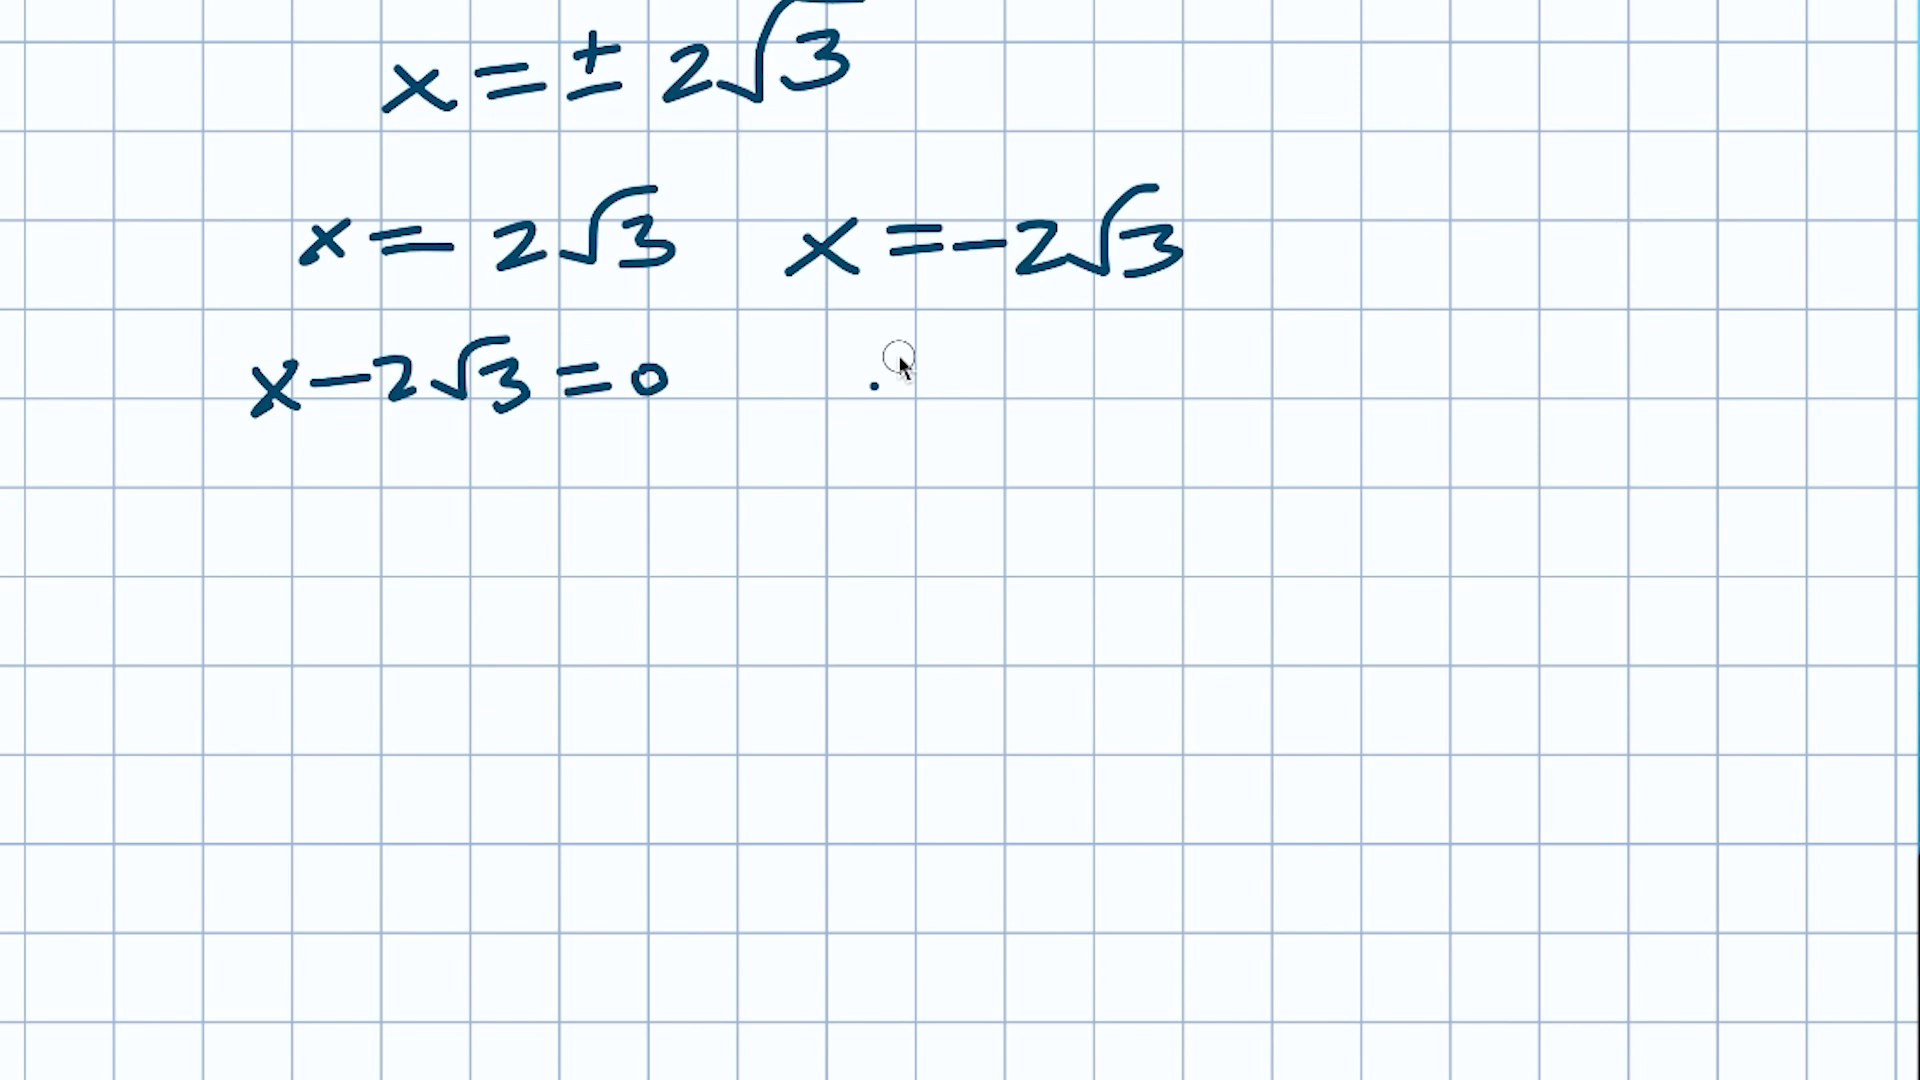 x = ± 2√3
x = 2√3 x = -2√3
x - 2√3 = 0